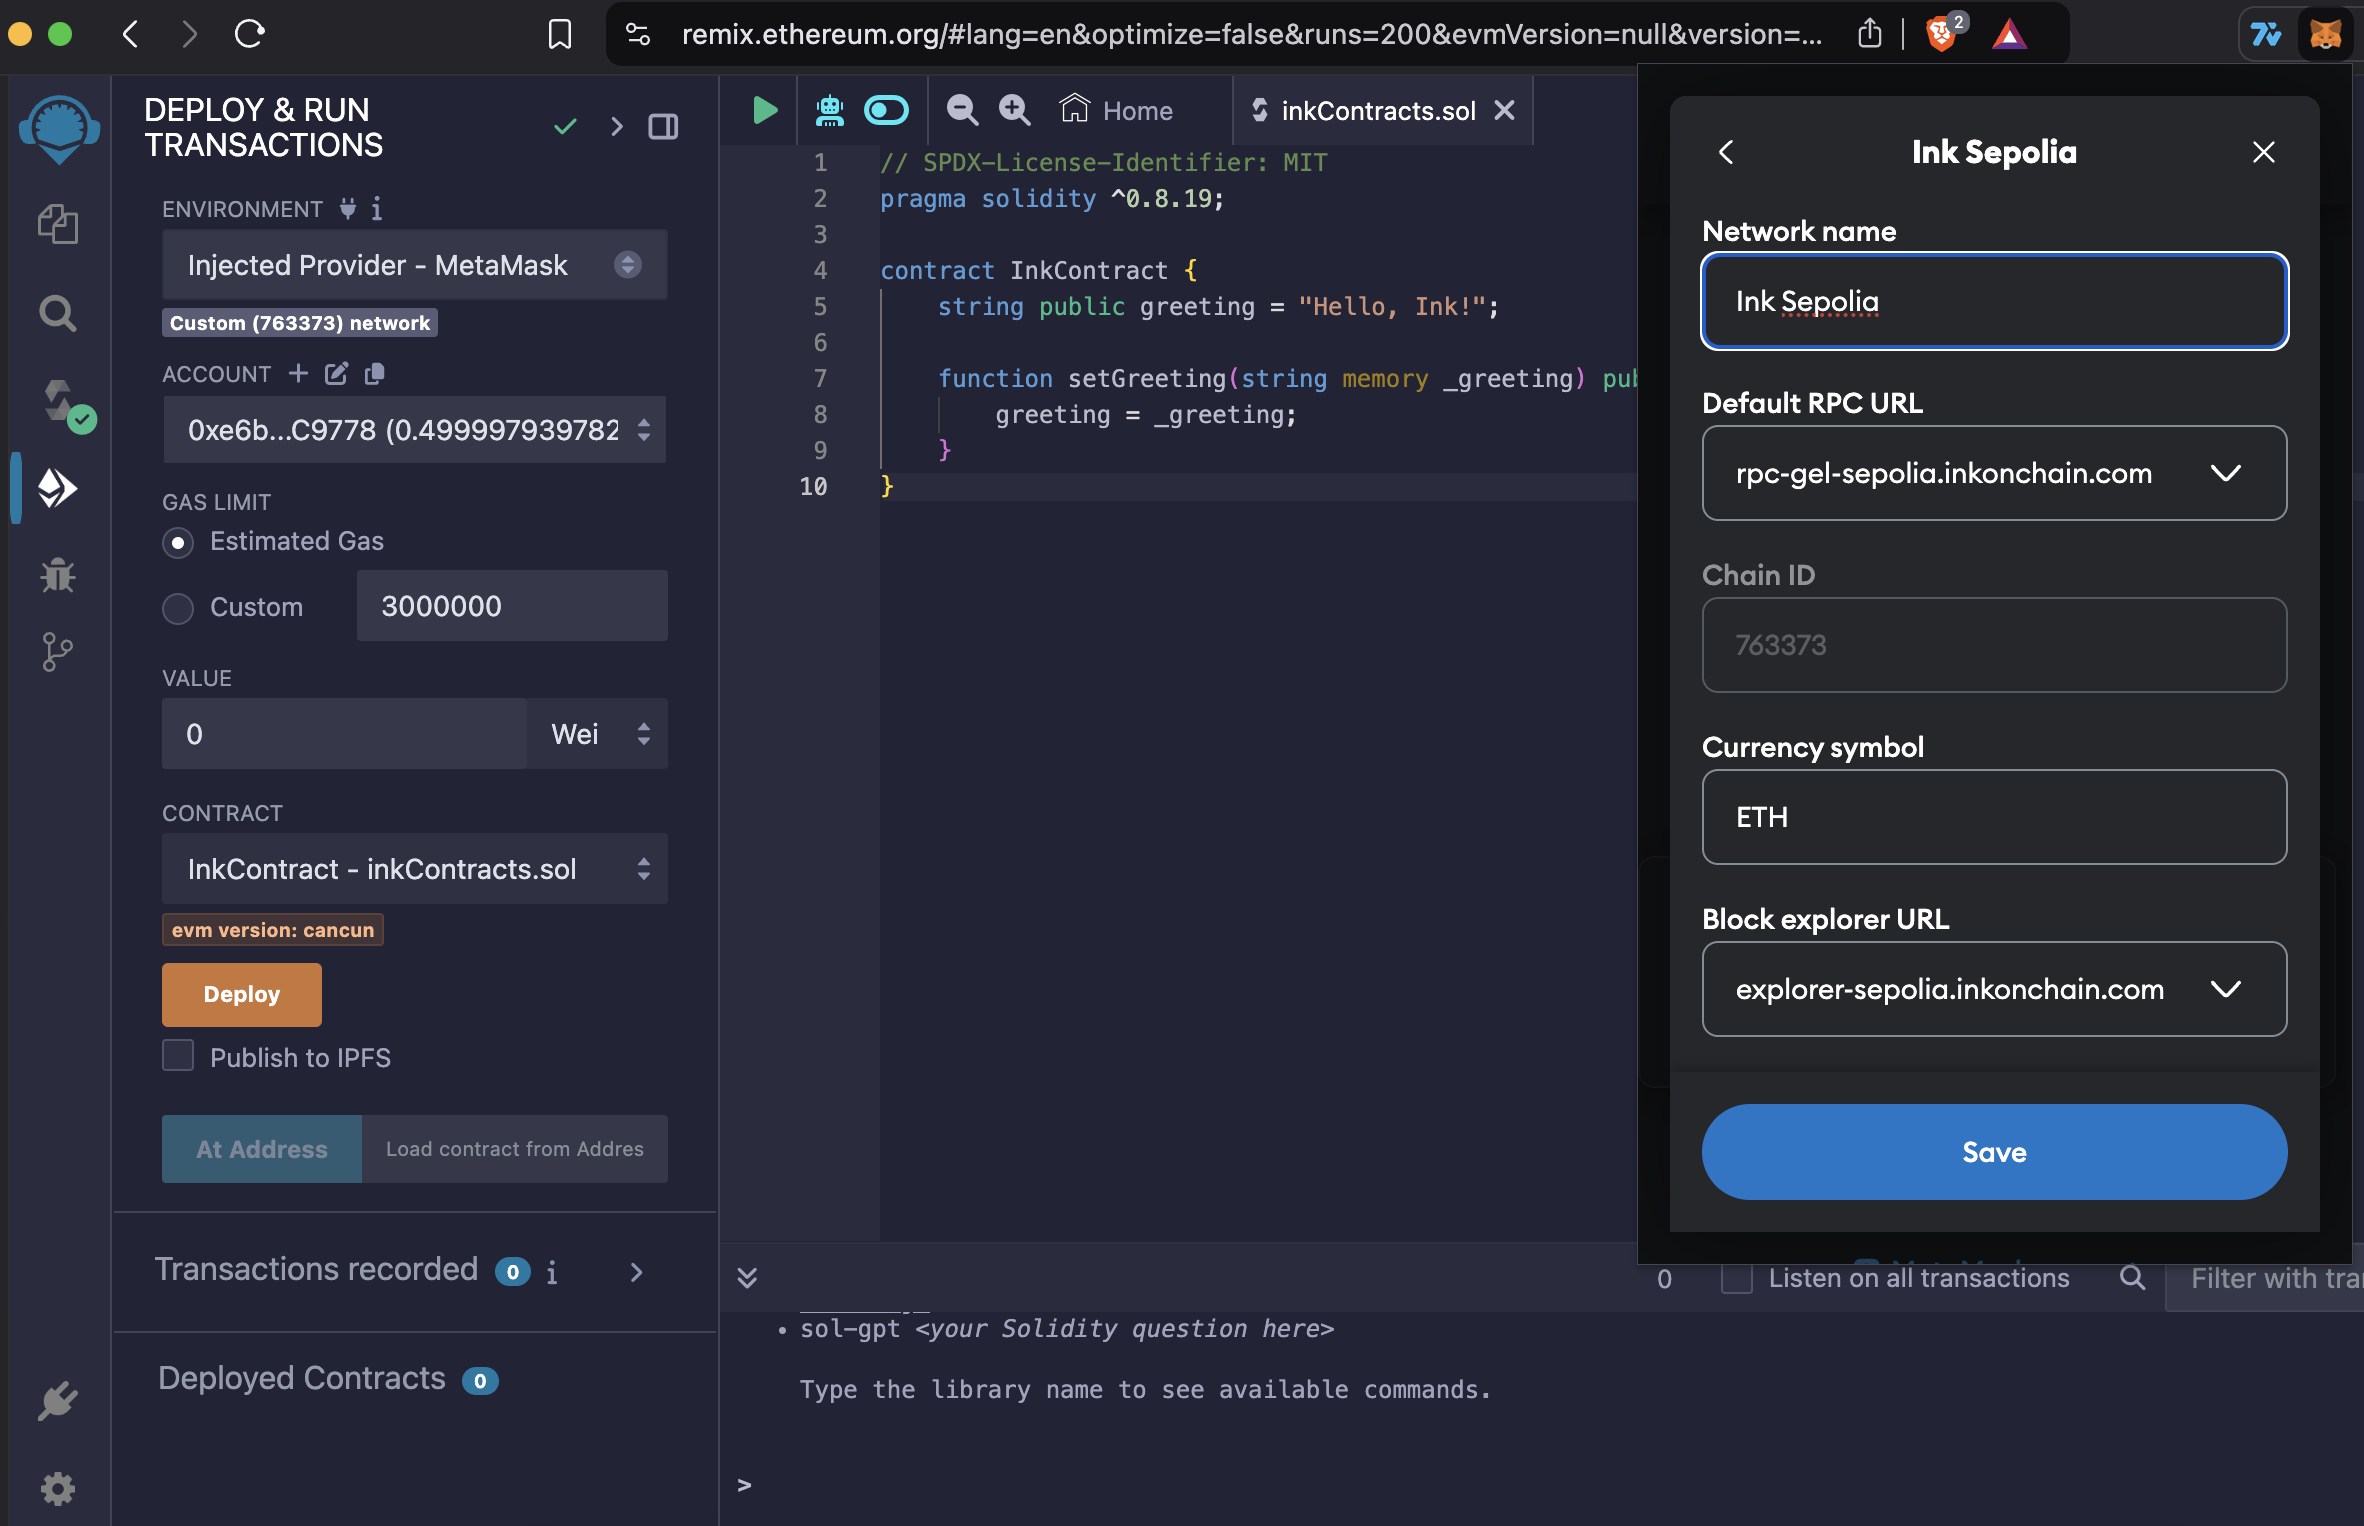 remix.ethereum.org/#lang=en&optimize=false&runs=200&evmVersion=null&version=...
2
DEPLOY & RUN
TRANSACTIONS
ENVIRONMENT
Injected Provider - MetaMask
Custom (763373) network
ACCOUNT
0xe6b...C9778 (0.499997939782
GAS LIMIT
Estimated Gas
Custom
3000000
VALUE
0
Wei
CONTRACT
InkContract - inkContracts.sol
evm version: cancun
Deploy
Publish to IPFS
At Address
Load contract from Addres
Transactions recorded 0
Deployed Contracts 0
Home
inkContracts.sol
1 // SPDX-License-Identifier: MIT
2 pragma solidity ^0.8.19;
3
4 contract InkContract {
5 string public greeting = "Hello, Ink!";
6
7 function setGreeting(string memory _greeting) pub
8 greeting = _greeting;
9 }
10 }
0
Listen on all transactions
Filter with tra
• sol-gpt <your Solidity question here>
Type the library name to see available commands.
>
Ink Sepolia
Network name
Ink Sepolia
Default RPC URL
rpc-gel-sepolia.inkonchain.com
Chain ID
763373
Currency symbol
ETH
Block explorer URL
explorer-sepolia.inkonchain.com
Save